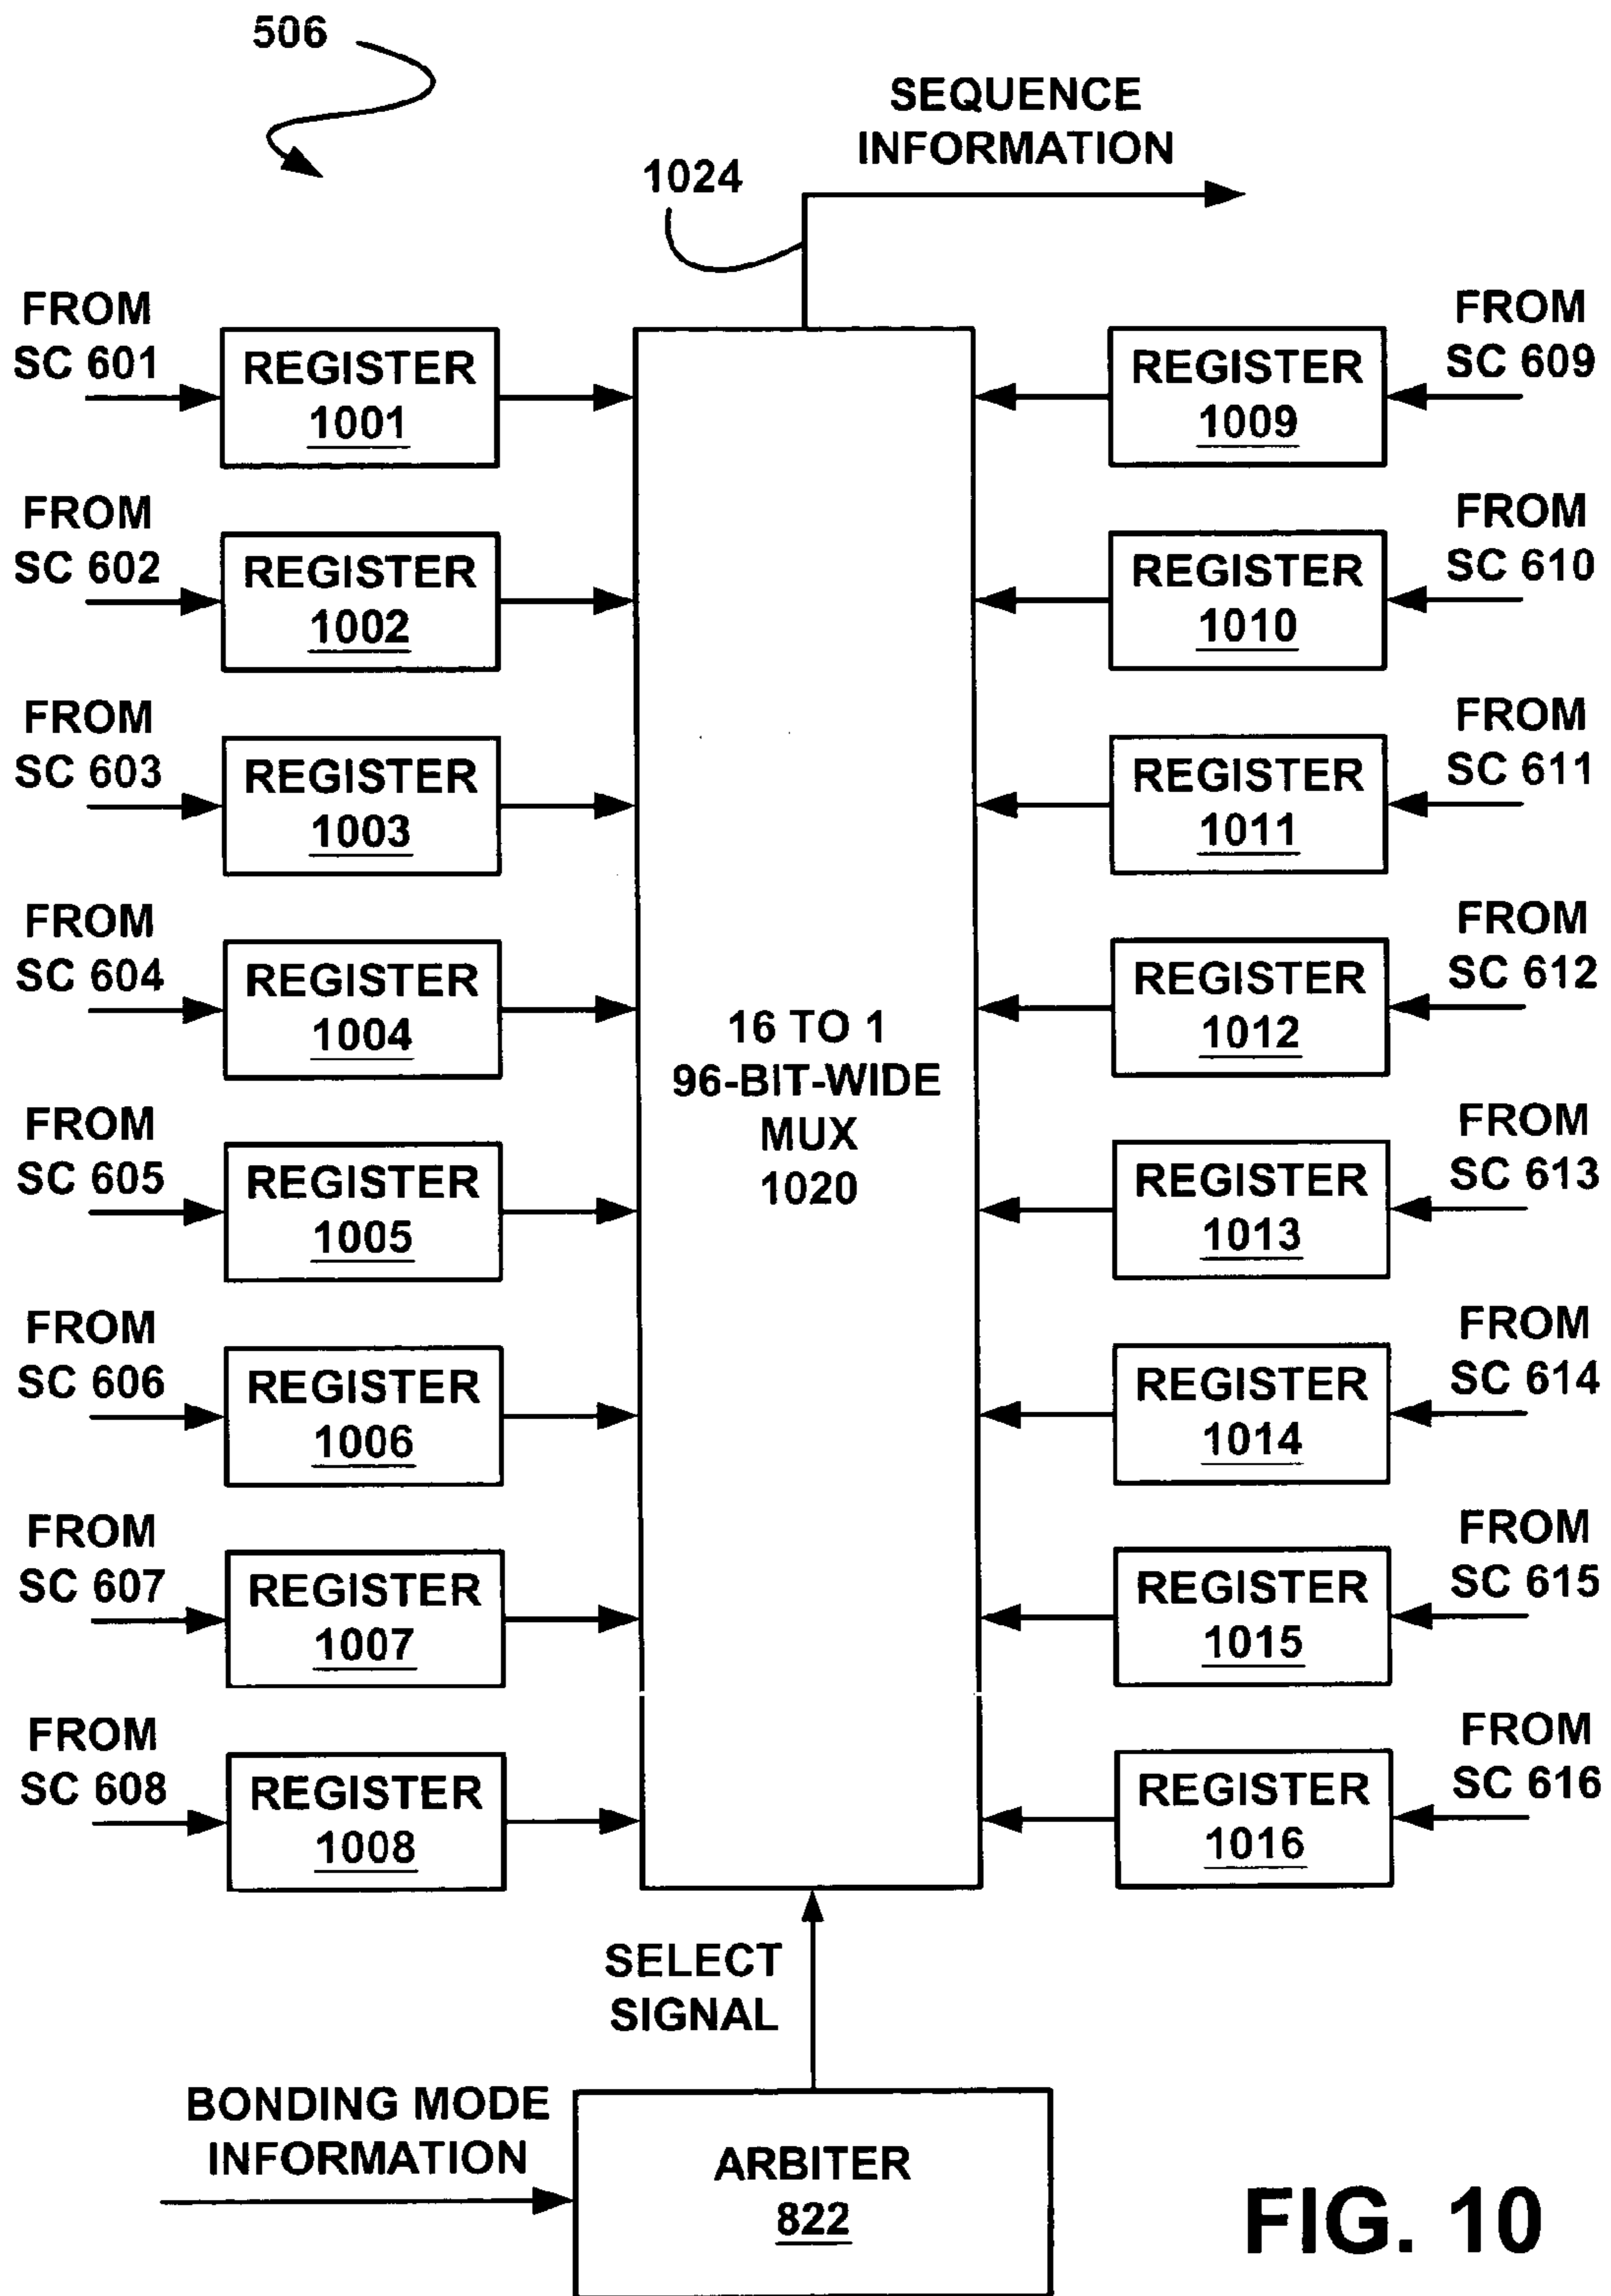 506
SEQUENCE
INFORMATION
1024
FROM
SC 601
REGISTER
1001
FROM
SC 602
REGISTER
1002
FROM
SC 603
REGISTER
1003
FROM
SC 604
REGISTER
1004
FROM
SC 605
REGISTER
1005
FROM
SC 606
REGISTER
1006
FROM
SC 607
REGISTER
1007
FROM
SC 608
REGISTER
1008
16 TO 1
96-BIT-WIDE
MUX
1020
FROM
SC 609
REGISTER
1009
FROM
SC 610
REGISTER
1010
FROM
SC 611
REGISTER
1011
FROM
SC 612
REGISTER
1012
FROM
SC 613
REGISTER
1013
FROM
SC 614
REGISTER
1014
FROM
SC 615
REGISTER
1015
FROM
SC 616
REGISTER
1016
SELECT
SIGNAL
BONDING MODE
INFORMATION
ARBITER
822
FIG. 10